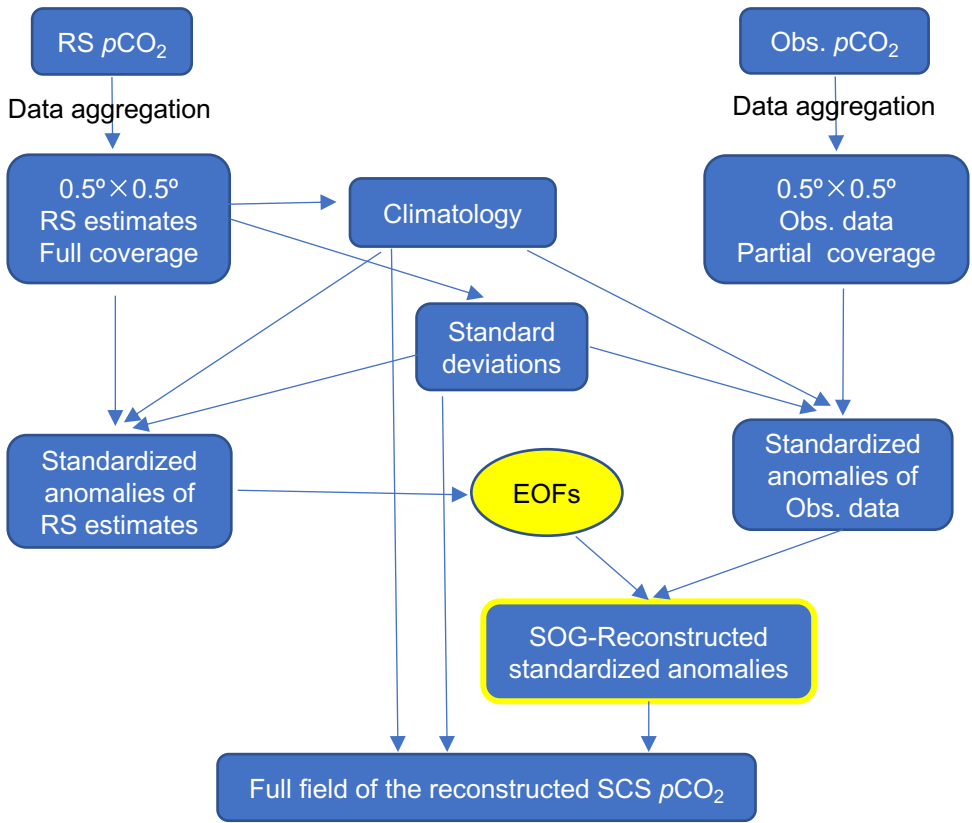 RS pCO₂
Obs. pCO₂
Data aggregation
Data aggregation
0.5º×0.5º
RS estimates
Full coverage
Climatology
0.5º×0.5º
Obs. data
Partial coverage
Standard
deviations
Standardized
anomalies of
RS estimates
EOFs
Standardized
anomalies of
Obs. data
SOG-Reconstructed
standardized anomalies
Full field of the reconstructed SCS pCO₂